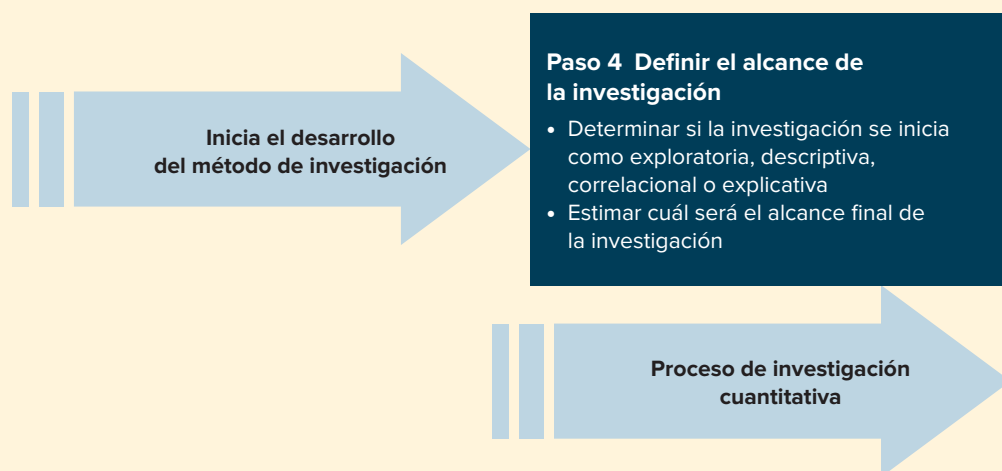 Inicia el desarrollo
del método de investigación
Paso 4 Definir el alcance de
la investigación
• Determinar si la investigación se inicia
como exploratoria, descriptiva,
correlacional o explicativa
• Estimar cuál será el alcance final de
la investigación
Proceso de investigación
cuantitativa